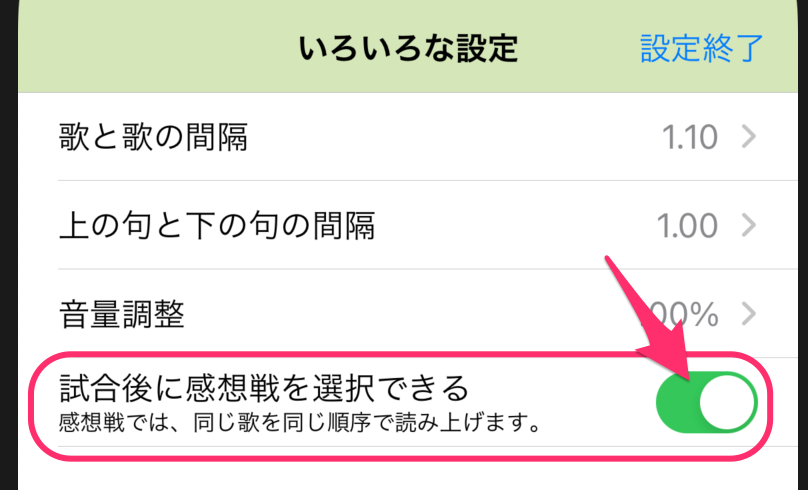 いろいろな設定
設定終了
歌と歌の間隔 1.10
上の句と下の句の間隔 1.00
音量調整 00%
試合後に感想戦を選択できる
感想戦では、同じ歌を同じ順序で読み上げます。